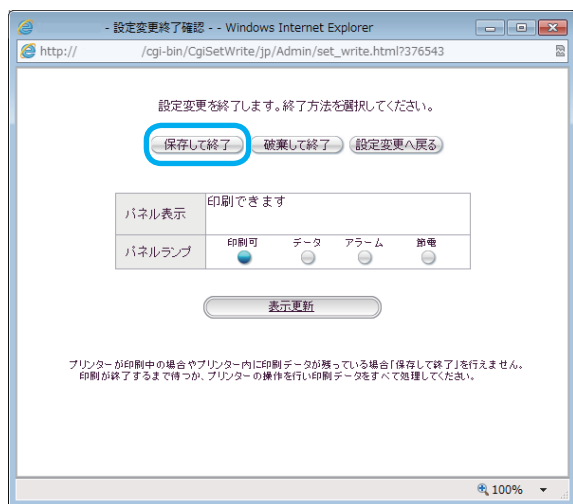 - 設定変更終了確認 - - Windows Internet Explorer
http:// /cgi-bin/CgiSetWrite/jp/Admin/set_write.html?376543
設定変更を終了します。終了方法を選択してください。
保存して終了 破棄して終了 設定変更へ戻る
パネル表示 印刷できます
パネルランプ 印刷可 データ アラーム 節電
表示更新
プリンターが印刷中の場合やプリンター内に印刷データが残っている場合「保存して終了」を行えません。
印刷が終了するまで待つか、プリンターの操作を行い印刷データをすべて処理してください。
100%